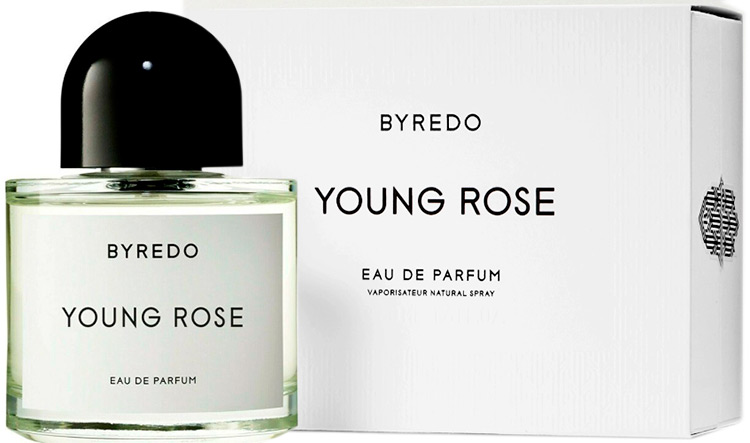 BYREDO
YOUNG ROSE
EAU DE PARFUM
BYREDO
YOUNG ROSE
EAU DE PARFUM
VAPORISATEUR NATURAL SPRAY